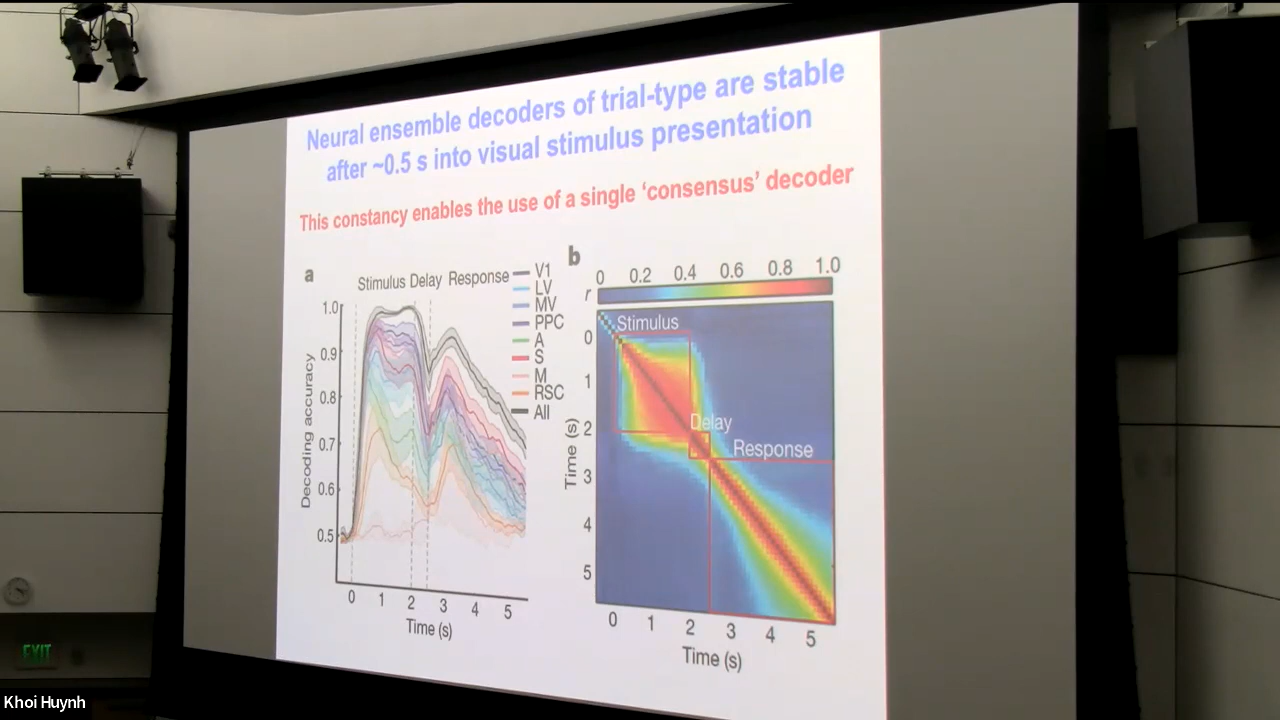 Neural ensemble decoders of trial-type are stable
after ~0.5 s into visual stimulus presentation
This constancy enables the use of a single ‘consensus’ decoder
a
Stimulus Delay Response
V1
LV
MV
PPC
A
S
M
RSC
All
Decoding accuracy
1.0
0.9
0.8
0.7
0.6
0.5
0 1 2 3 4 5
Time (s)
b
0 0.2 0.4 0.6 0.8 1.0
r
Stimulus
Delay
Response
Time (s)
0
1
2
3
4
5
0 1 2 3 4 5
Time (s)
EXIT
Khoi Huynh